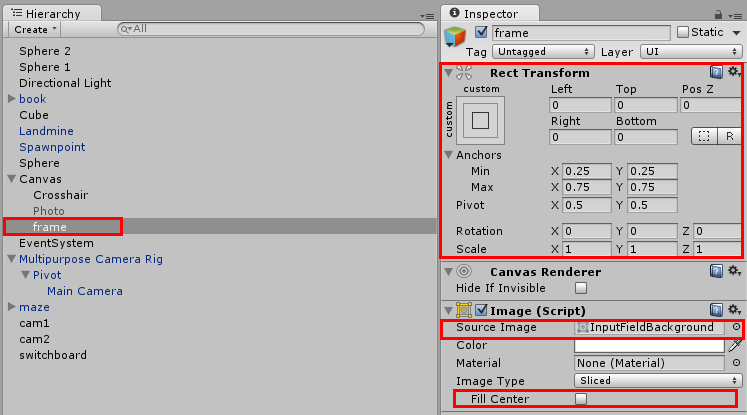 Hierarchy
Create
All
Sphere 2
Sphere 1
Directional Light
book
Cube
Landmine
Spawnpoint
Sphere
Canvas
Crosshair
Photo
frame
EventSystem
Multipurpose Camera Rig
Pivot
Main Camera
maze
cam1
cam2
switchboard
Inspector
frame Static
Tag Untagged Layer UI
Rect Transform
custom Left Top Pos Z
custom 0 0 0
Right Bottom
0 0 R
Anchors
Min X 0.25 Y 0.25
Max X 0.75 Y 0.75
Pivot X 0.5 Y 0.5
Rotation X 0 Y 0 Z 0
Scale X 1 Y 1 Z 1
Canvas Renderer
Hide If Invisible
Image (Script)
Source Image InputFieldBackground
Color
Material None (Material)
Image Type Sliced
Fill Center